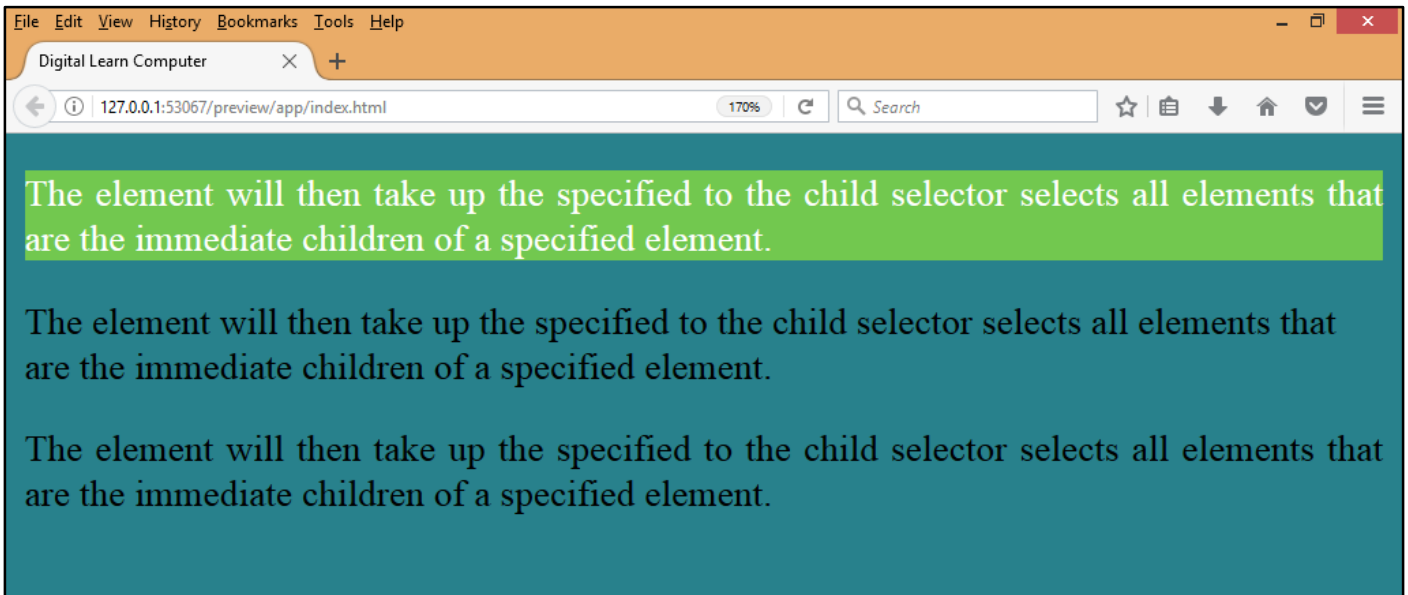 File Edit View History Bookmarks Tools Help
Digital Learn Computer
127.0.0.1:53067/preview/app/index.html 170% Search
The element will then take up the specified to the child selector selects all elements that
are the immediate children of a specified element.
The element will then take up the specified to the child selector selects all elements that
are the immediate children of a specified element.
The element will then take up the specified to the child selector selects all elements that
are the immediate children of a specified element.